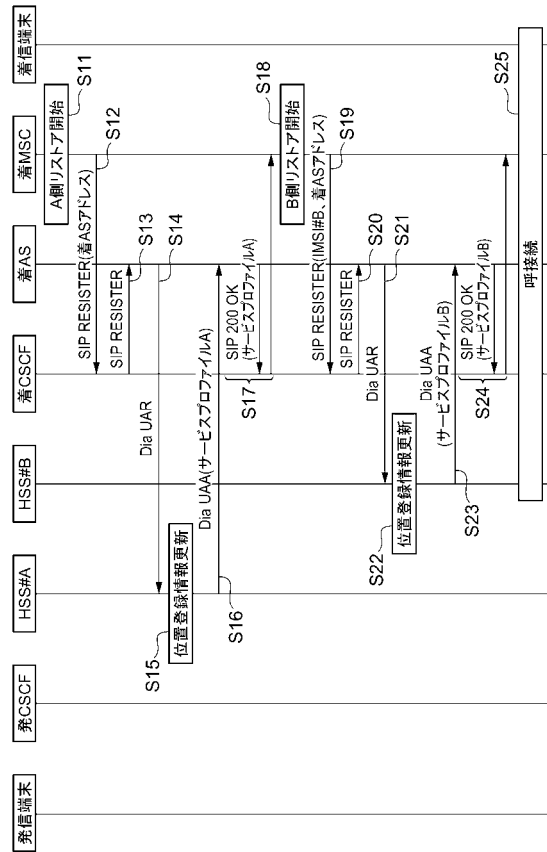 発信端末
発CSCF
HSS#A
HSS#B
着CSCF
着AS
着MSC
着信端末
A側リストア開始
S11
SIP RESISTER(着ASアドレス)
S12
SIP RESISTER
S13
Dia UAR
S14
S15
位置登録情報更新
Dia UAA(サービスプロファイルA)
S16
SIP 200 OK
(サービスプロファイルA)
S17
B側リストア開始
S18
SIP RESISTER(IMSI#B、着ASアドレス)
S19
SIP RESISTER
S20
Dia UAR
S21
S22
位置登録情報更新
Dia UAA
(サービスプロファイルB)
S23
SIP 200 OK
(サービスプロファイルB)
S24
呼接続
S25